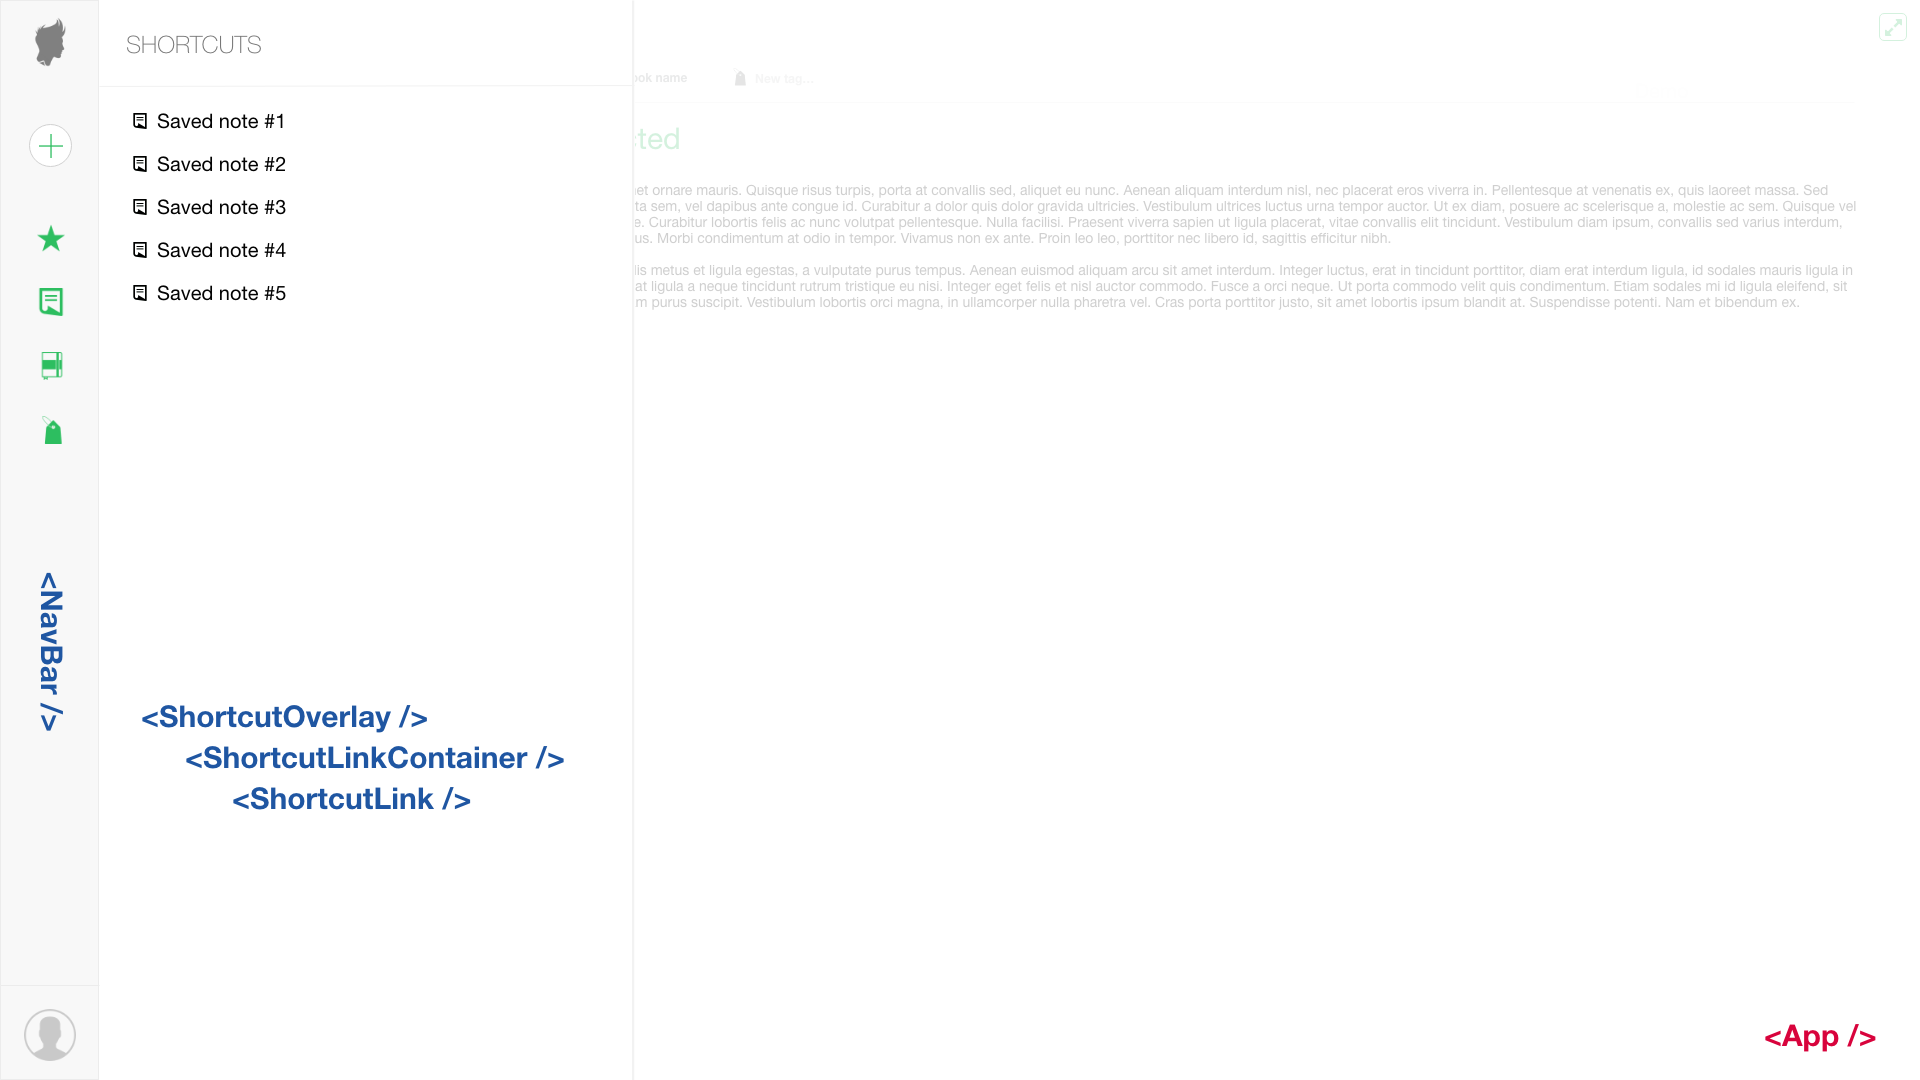 SHORTCUTS
Saved note #1
Saved note #2
Saved note #3
Saved note #4
Saved note #5
<NavBar />
<ShortcutOverlay />
<ShortcutLinkContainer />
<ShortcutLink />
name
New tag...
ornare mauris. Quisque risus turpis, porta at convallis sed, aliquet eu nunc. Aenean aliquam interdum nisl, nec placerat eros viverra in. Pellentesque at venenatis ex, quis laoreet massa. Sed
sem, vel dapibus ante congue id. Curabitur a dolor quis dolor gravida ultricies. Vestibulum ultrices luctus urna tempor auctor. Ut ex diam, posuere ac scelerisque a, molestie ac sem. Quisque vel
Curabitur lobortis felis ac nunc volutpat pellentesque. Nulla facilisi. Praesent viverra sapien ut ligula placerat, vitae convallis elit tincidunt. Vestibulum diam ipsum, convallis sed varius interdum,
Morbi condimentum at odio in tempor. Vivamus non ex ante. Proin leo leo, porttitor nec libero id, sagittis efficitur nibh.
metus et ligula egestas, a vulputate purus tempus. Aenean euismod aliquam arcu sit amet interdum. Integer luctus, erat in tincidunt porttitor, diam erat interdum ligula, id sodales mauris ligula in
at ligula a neque tincidunt rutrum tristique eu nisi. Integer eget felis et nisl auctor commodo. Fusce a orci neque. Ut porta commodo velit quis condimentum. Etiam sodales mi id ligula eleifend, sit
purus suscipit. Vestibulum lobortis orci magna, in ullamcorper nulla pharetra vel. Cras porta porttitor justo, sit amet lobortis ipsum blandit at. Suspendisse potenti. Nam et bibendum ex.
<App />